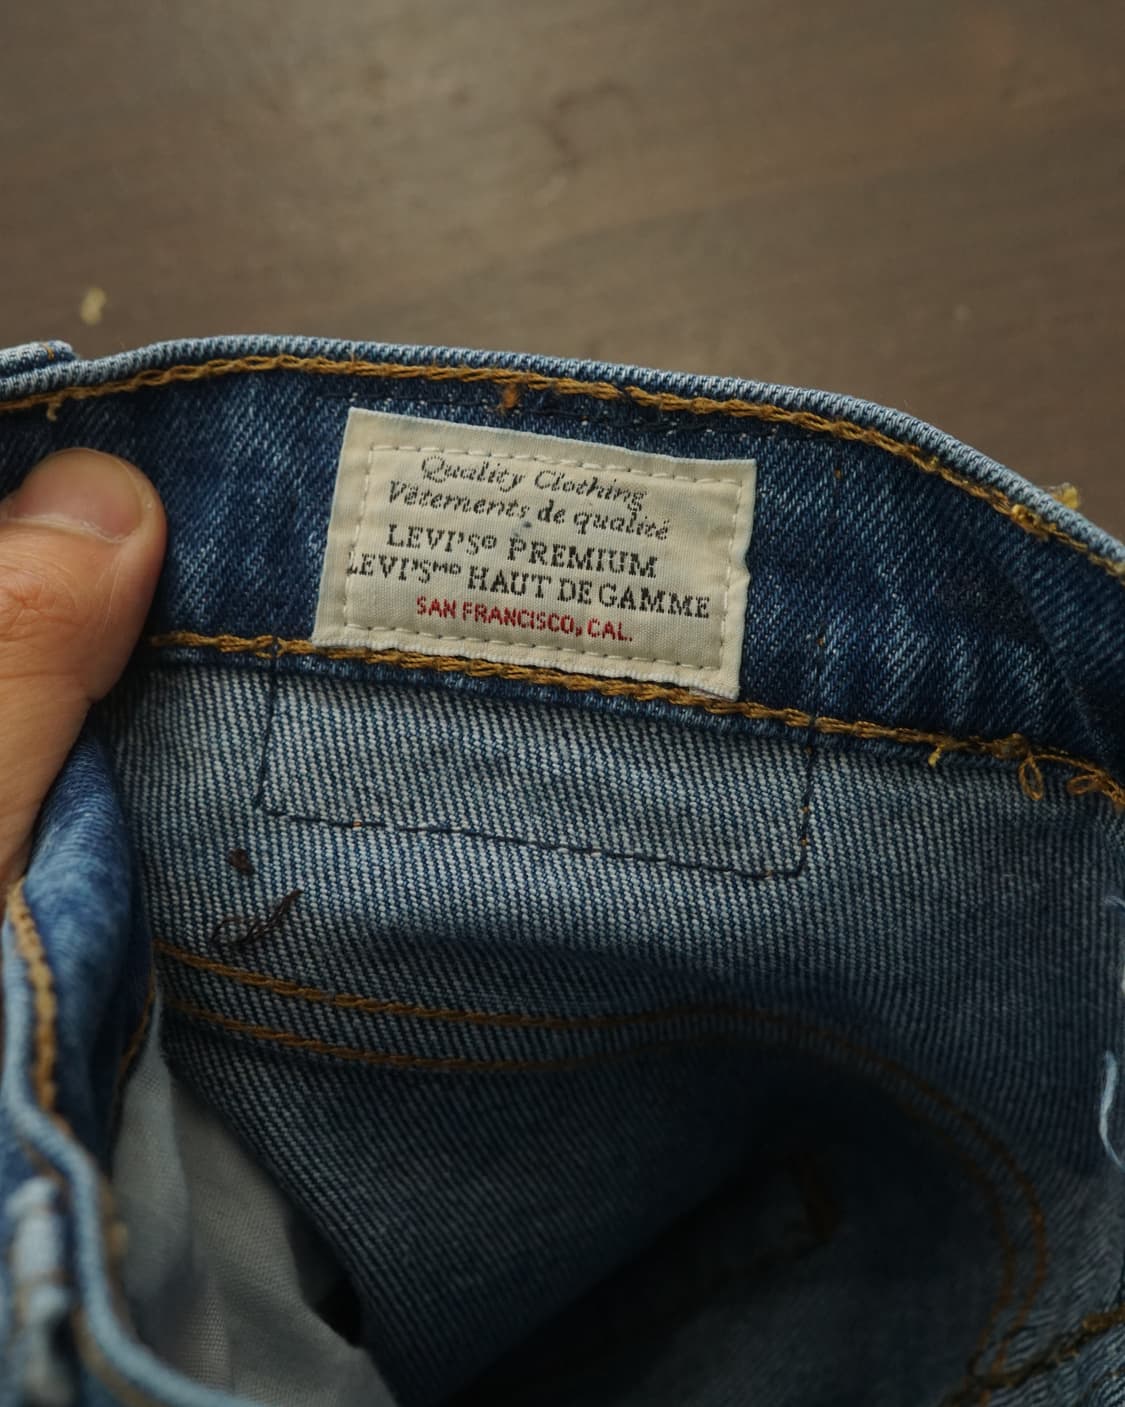 Quality Clothing
Vêtements de qualité
LEVI'S® PREMIUM
LEVI'Sᴹᴰ HAUT DE GAMME
SAN FRANCISCO, CAL.